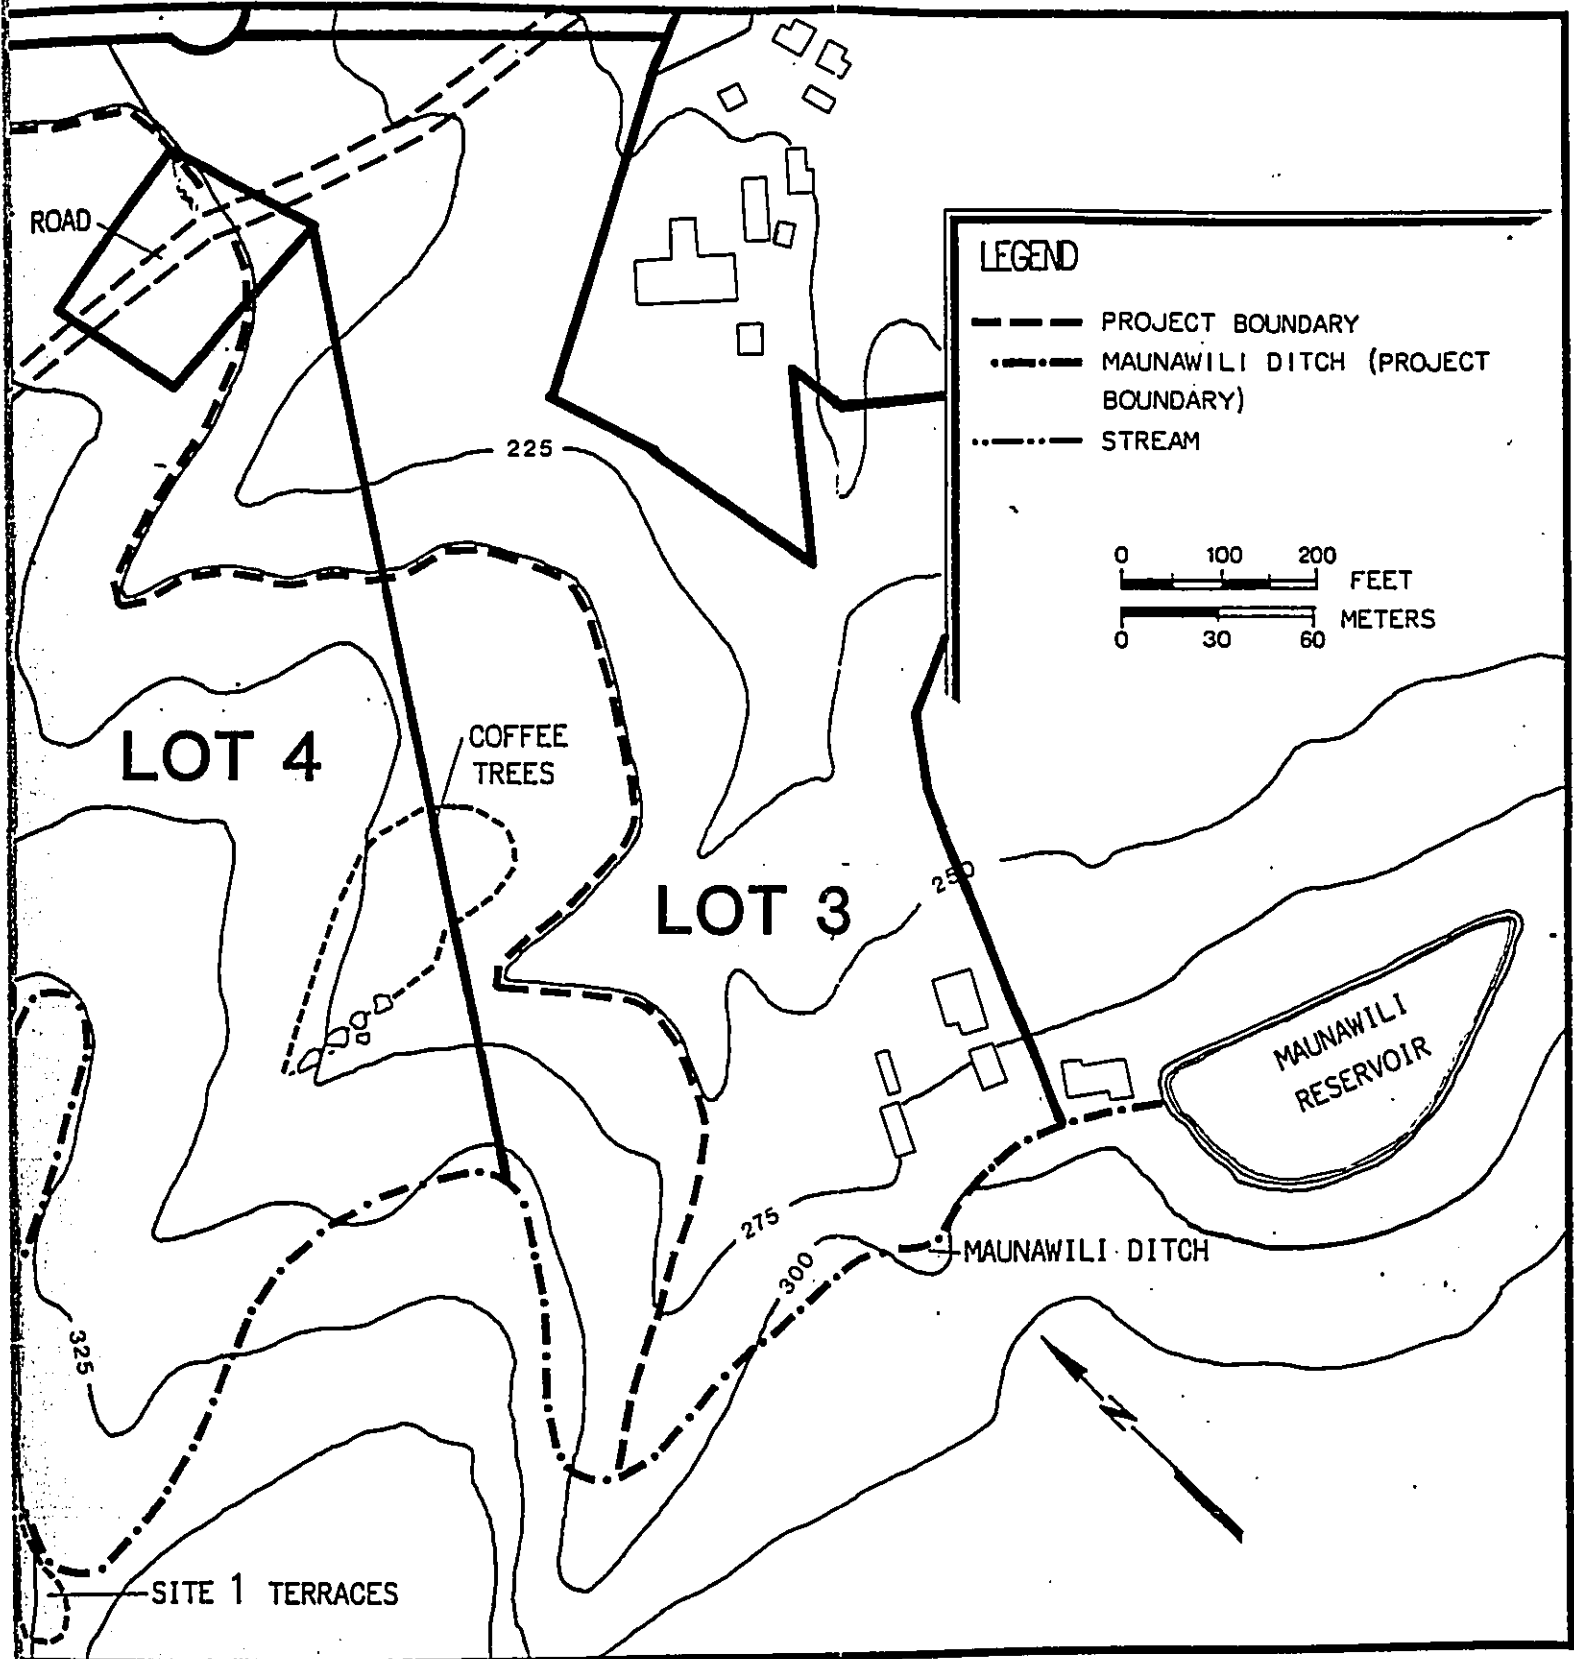 ROAD
LEGEND
PROJECT BOUNDARY
MAUNAWILI DITCH (PROJECT
BOUNDARY)
STREAM
225
0 100 200
FEET
METERS
0 30 60
LOT 4
COFFEE
TREES
LOT 3
250
MAUNAWILI
RESERVOIR
275
MAUNAWILI DITCH
300
325
N
SITE 1 TERRACES